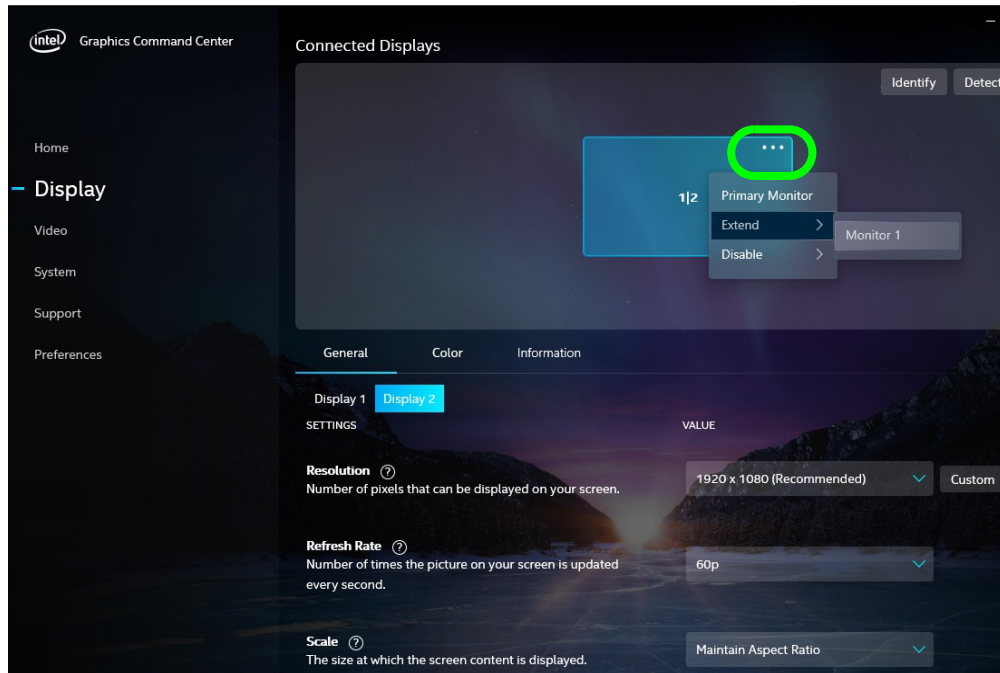 intel Graphics Command Center
Home
Display
Video
System
Support
Preferences
Connected Displays
Identify
Detect
1|2
Primary Monitor
Extend
Monitor 1
Disable
General Color Information
Display 1 Display 2
SETTINGS VALUE
Resolution ?
Number of pixels that can be displayed on your screen.
1920 x 1080 (Recommended)
Custom
Refresh Rate ?
Number of times the picture on your screen is updated
every second.
60p
Scale ?
The size at which the screen content is displayed.
Maintain Aspect Ratio